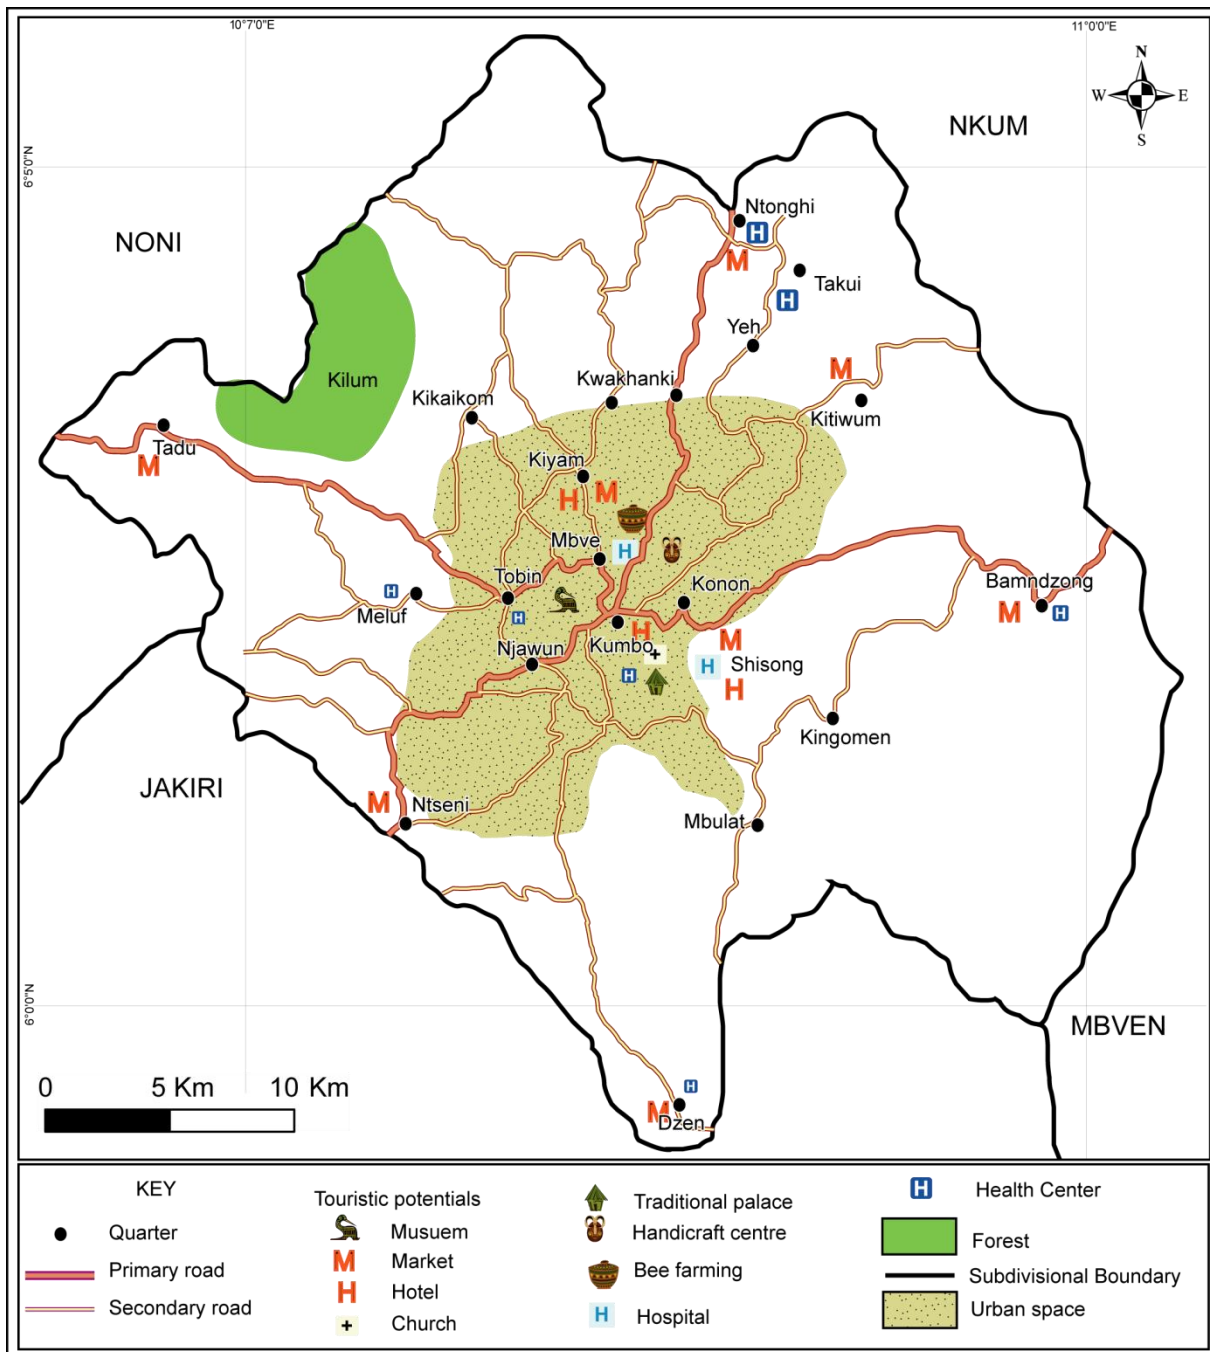 10°7'0"E
11°0'0"E
N
W
E
S
NKUM
6°5'0"N
Ntonghi
H
NONI
M
Takui
H
Yeh
M
Kilum
Kikaikom
Kwakhanki
Kitiwum
Tadu
M
Kiyam
H
M
Mbve
H
Tobin
H
Meluf
H
Konon
Bamndzong
M
H
Kumbo
H
M
Njawun
+
H
H
Shisong
H
Kingomen
JAKIRI
M
Ntseni
Mbulat
6°0'0"N
MBVEN
0
5 Km
10 Km
H
M
Dzen
KEY
Quarter
Primary road
Secondary road
Touristic potentials
Musuem
M Market
H Hotel
+ Church
Traditional palace
Handicraft centre
Bee farming
H Hospital
H Health Center
Forest
Subdivisional Boundary
Urban space